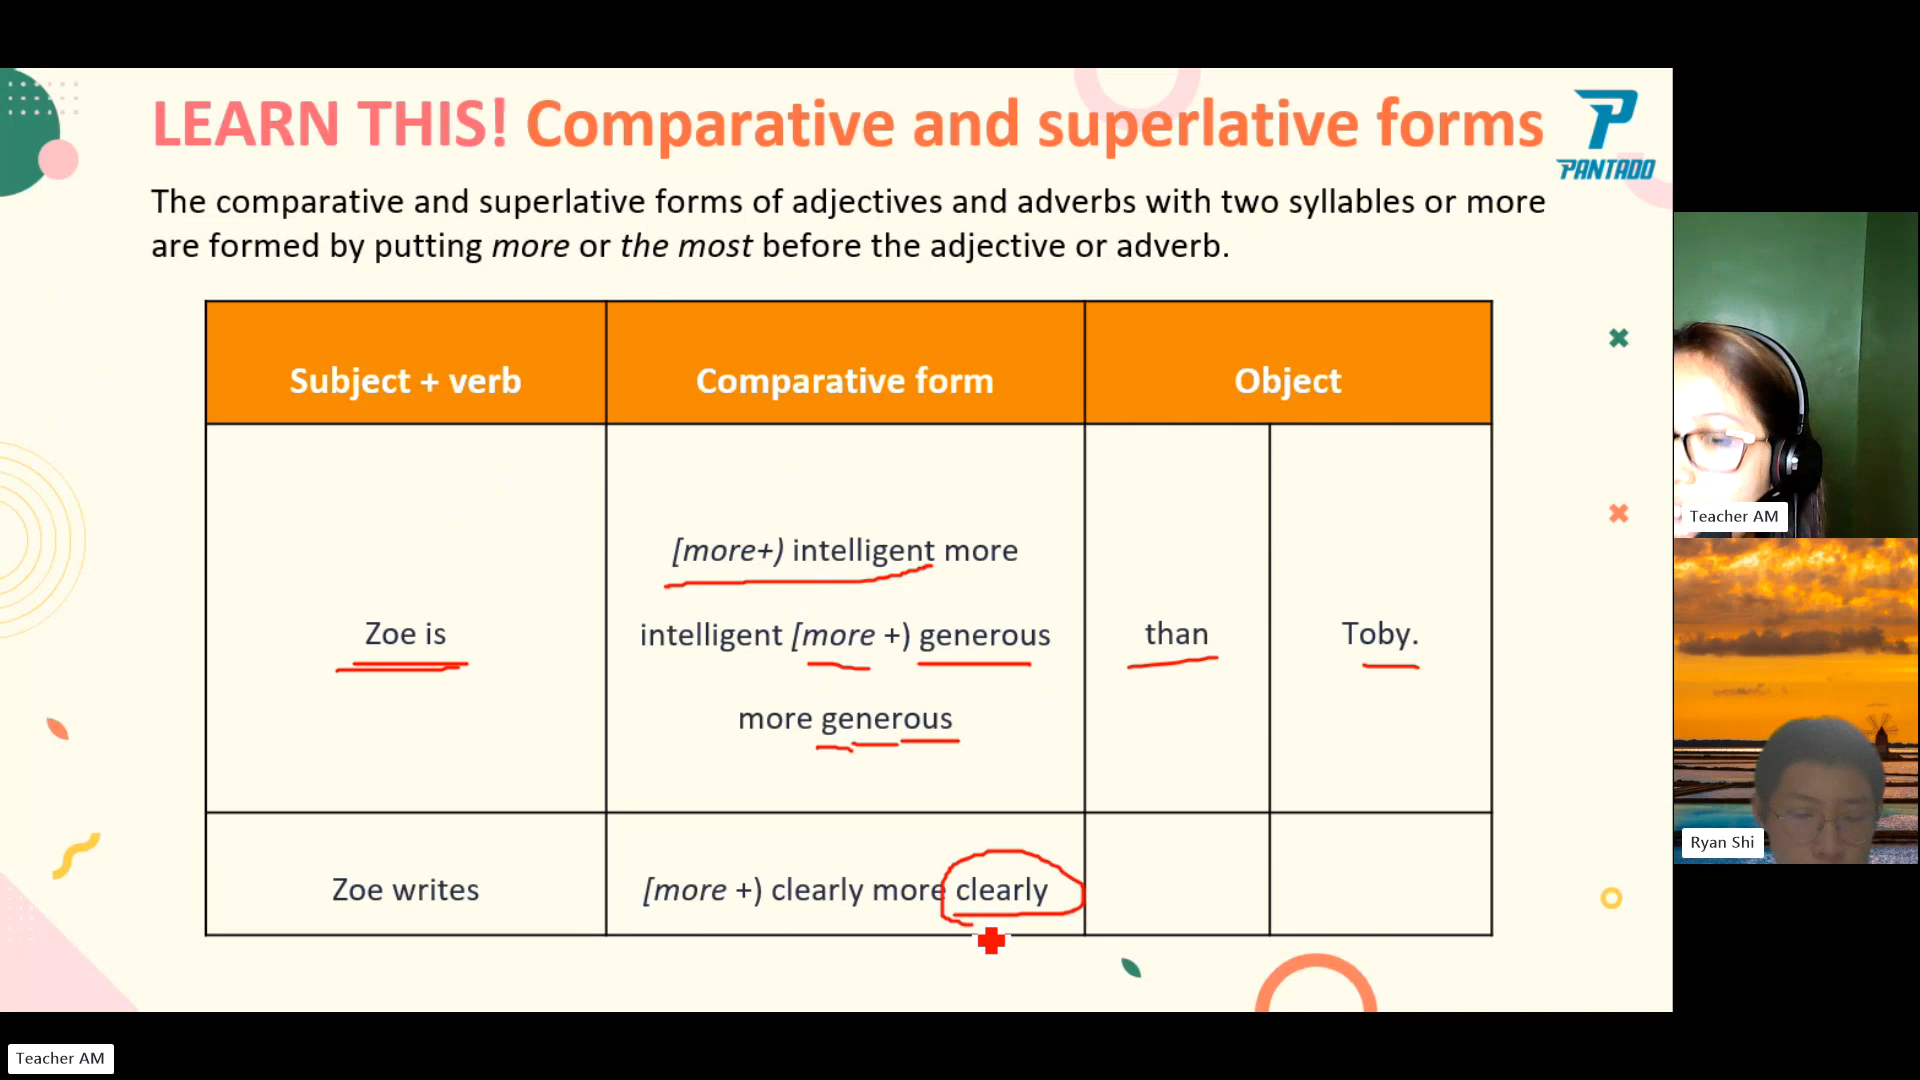 LEARN THIS! Comparative and superlative forms
PANTADO
The comparative and superlative forms of adjectives and adverbs with two syllables or more
are formed by putting more or the most before the adjective or adverb.
Subject + verb
Comparative form
Object
Zoe is
[more+) intelligent more
intelligent [more +) generous
more generous
than
Toby.
Zoe writes
[more +) clearly more clearly
Teacher AM
Ryan Shi
Teacher AM